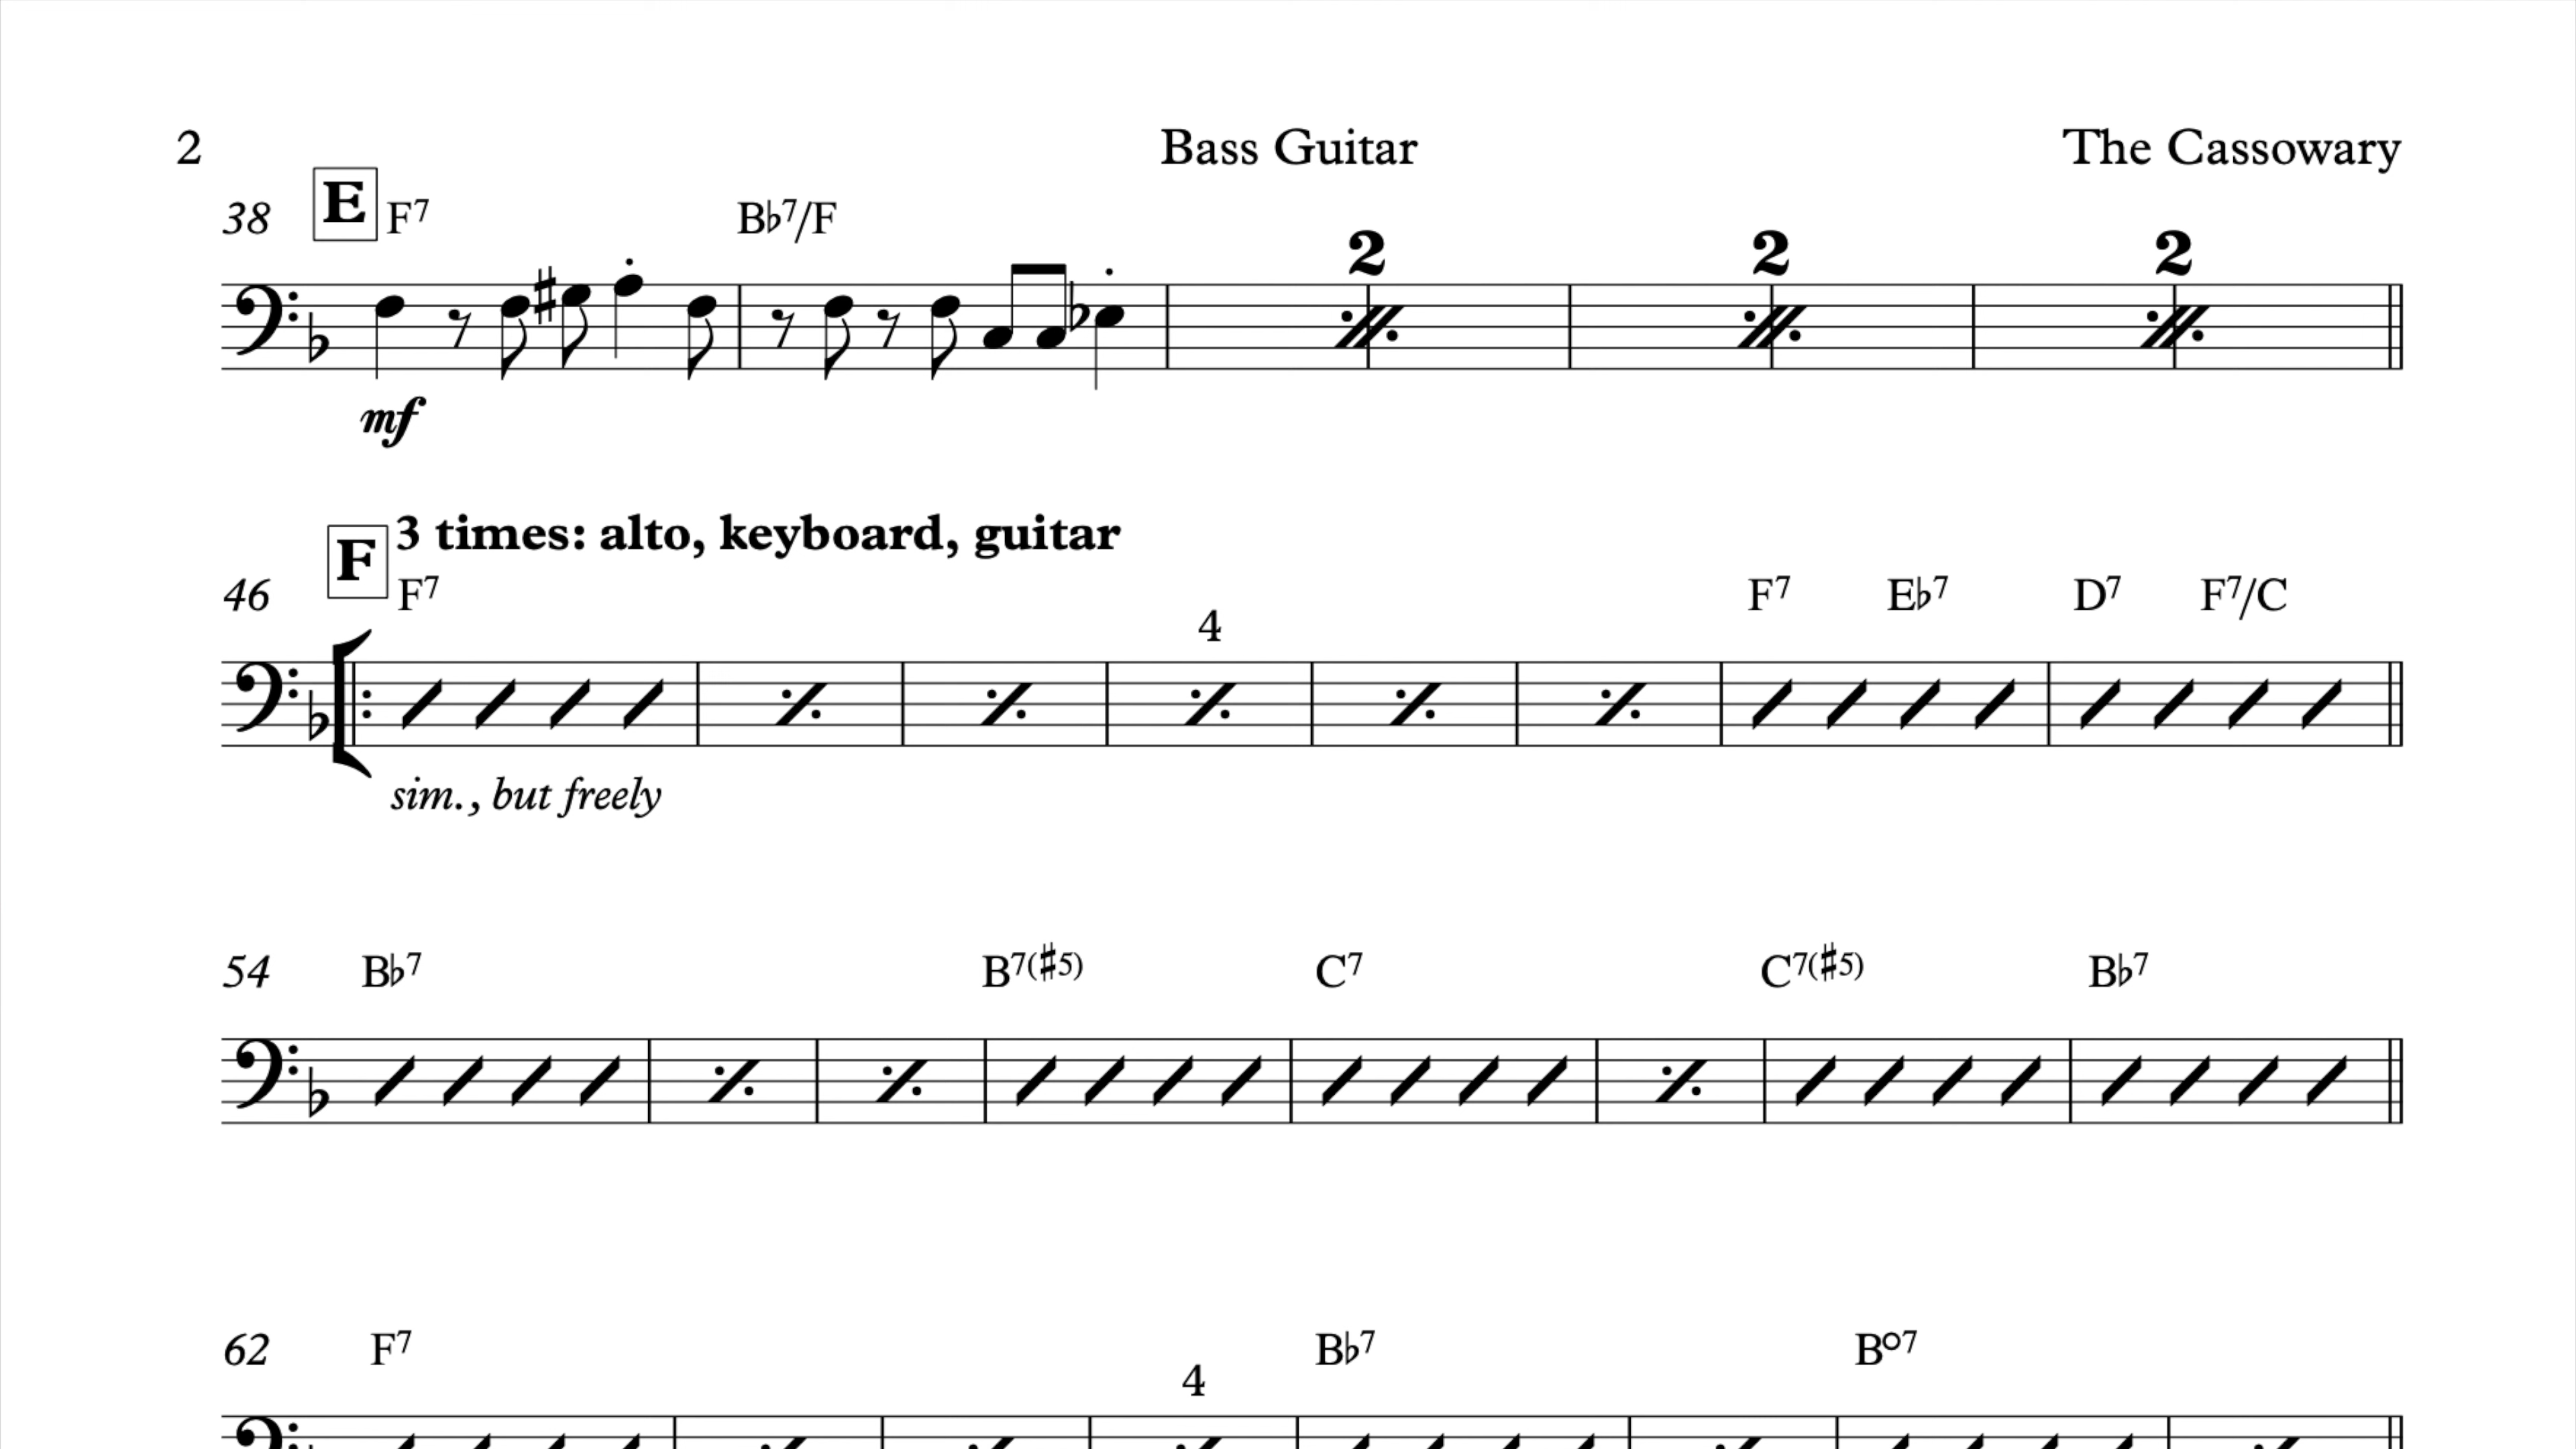 2 Bass Guitar The Cassowary
38 E F7 B♭7/F 2 2 2
mf
3 times: alto, keyboard, guitar
46 F F7 4 F7 E♭7 D7 F7/C
sim., but freely
54 B♭7 B7(♯5) C7 C7(♯5) B♭7
62 F7 4 B♭7 B°7